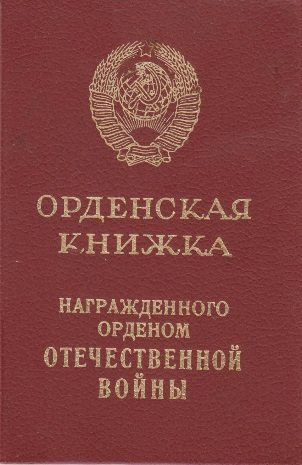 ОРДЕНСКАЯ
КНИЖКА
НАГРАЖДЕННОГО
ОРДЕНОМ
ОТЕЧЕСТВЕННОЙ
ВОЙНЫ